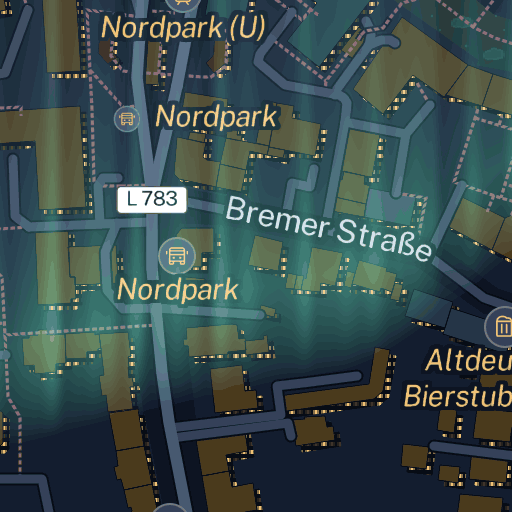 Nordpark (U)
Nordpark
L 783
Bremer Straße
Nordpark
Altdeu
Bierstub